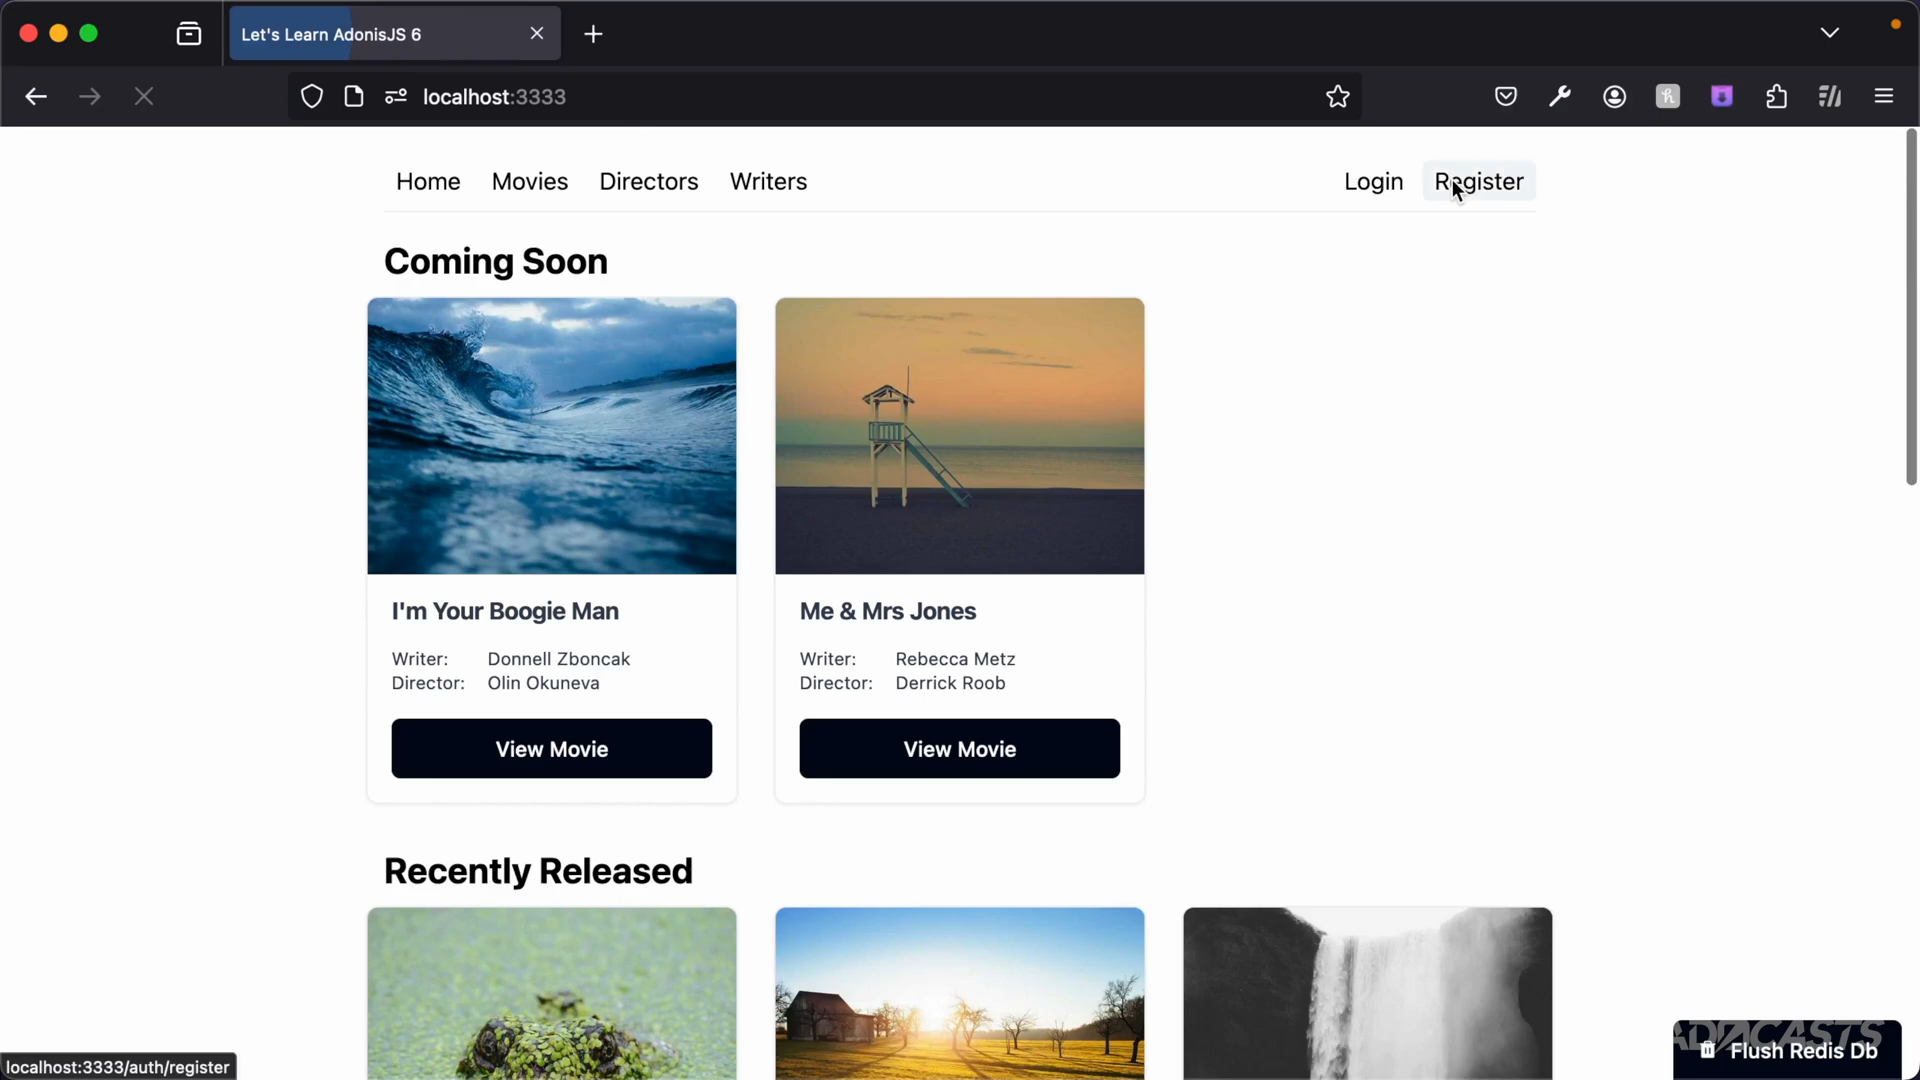 Let's Learn AdonisJS 6
localhost:3333
Home Movies Directors Writers Login Register
Coming Soon
I'm Your Boogie Man
Writer: Donnell Zboncak
Director: Olin Okuneva
View Movie
Me & Mrs Jones
Writer: Rebecca Metz
Director: Derrick Roob
View Movie
Recently Released
ADOCASTS
Flush Redis Db
localhost:3333/auth/register